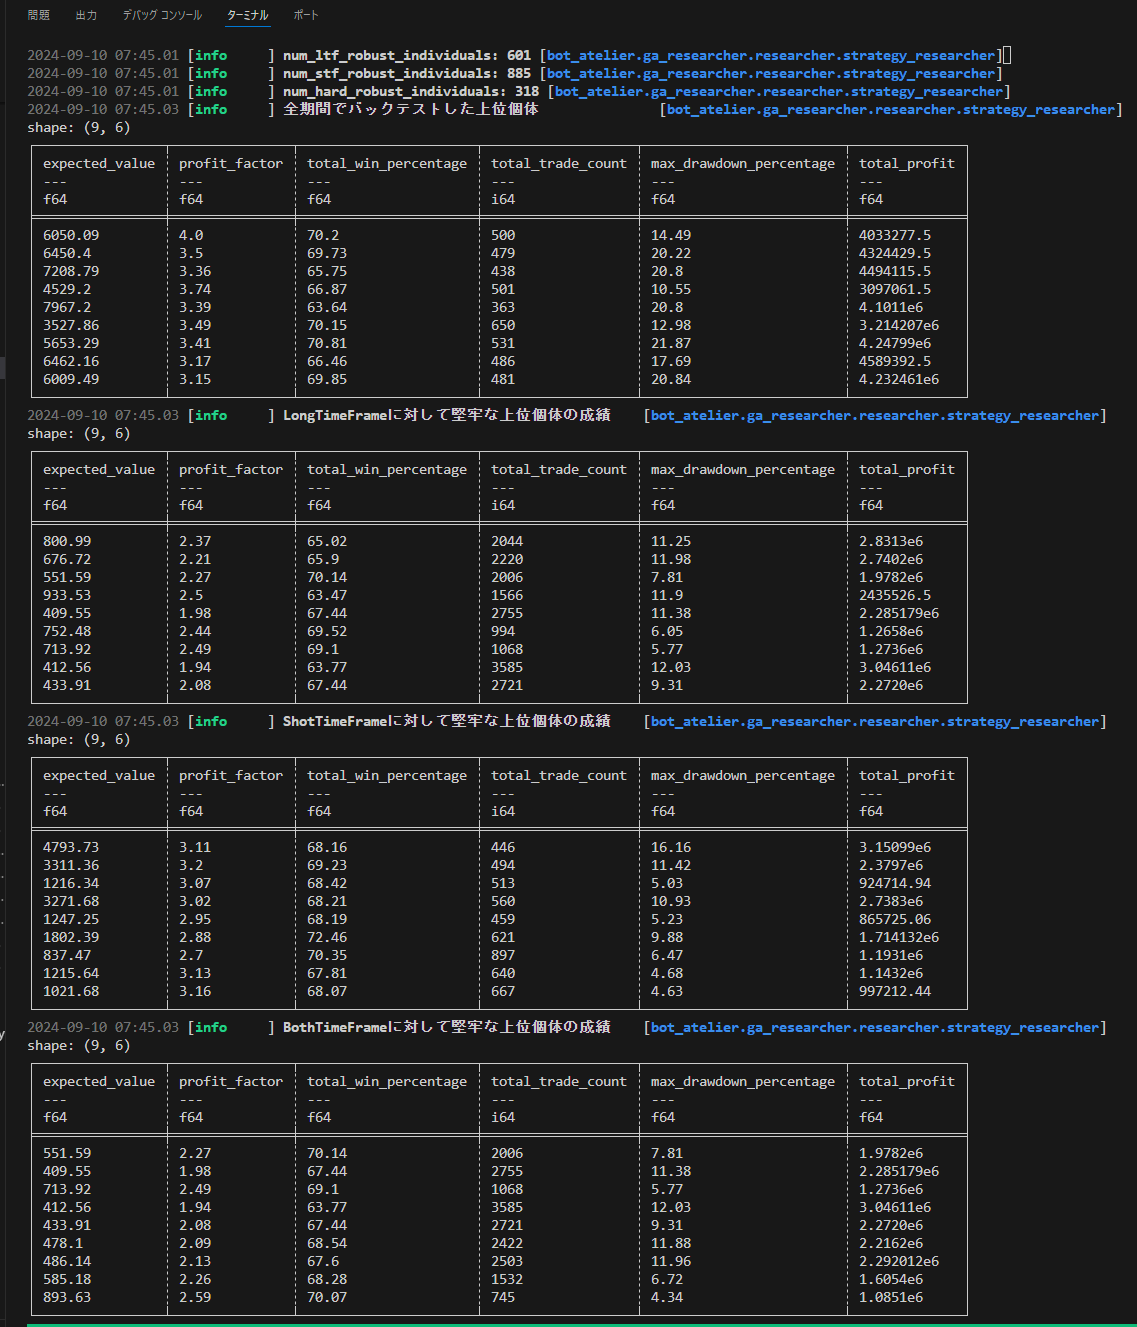 問題 出力 デバッグ コンソール ターミナル ポート
2024-09-10 07:45.01 [info ] num_ltf_robust_individuals: 601 [bot_atelier.ga_researcher.researcher.strategy_researcher]
2024-09-10 07:45.01 [info ] num_stf_robust_individuals: 885 [bot_atelier.ga_researcher.researcher.strategy_researcher]
2024-09-10 07:45.01 [info ] num_hard_robust_individuals: 318 [bot_atelier.ga_researcher.researcher.strategy_researcher]
2024-09-10 07:45.03 [info ] 全期間でバックテストした上位個体 [bot_atelier.ga_researcher.researcher.strategy_researcher]
shape: (9, 6)
expected_value profit_factor total_win_percentage total_trade_count max_drawdown_percentage total_profit
--- --- --- --- --- ---
f64 f64 f64 i64 f64 f64
6050.09 4.0 70.2 500 14.49 4033277.5
6450.4 3.5 69.73 479 20.22 4324429.5
7208.79 3.36 65.75 438 20.8 4494115.5
4529.2 3.74 66.87 501 10.55 3097061.5
7967.2 3.39 63.64 363 20.8 4.1011e6
3527.86 3.49 70.15 650 12.98 3.214207e6
5653.29 3.41 70.81 531 21.87 4.24799e6
6462.16 3.17 66.46 486 17.69 4589392.5
6009.49 3.15 69.85 481 20.84 4.232461e6
2024-09-10 07:45.03 [info ] LongTimeFrameに対して堅牢な上位個体の成績 [bot_atelier.ga_researcher.researcher.strategy_researcher]
shape: (9, 6)
expected_value profit_factor total_win_percentage total_trade_count max_drawdown_percentage total_profit
--- --- --- --- --- ---
f64 f64 f64 i64 f64 f64
800.99 2.37 65.02 2044 11.25 2.8313e6
676.72 2.21 65.9 2220 11.98 2.7402e6
551.59 2.27 70.14 2006 7.81 1.9782e6
933.53 2.5 63.47 1566 11.9 2435526.5
409.55 1.98 67.44 2755 11.38 2.285179e6
752.48 2.44 69.52 994 6.05 1.2658e6
713.92 2.49 69.1 1068 5.77 1.2736e6
412.56 1.94 63.77 3585 12.03 3.04611e6
433.91 2.08 67.44 2721 9.31 2.2720e6
2024-09-10 07:45.03 [info ] ShotTimeFrameに対して堅牢な上位個体の成績 [bot_atelier.ga_researcher.researcher.strategy_researcher]
shape: (9, 6)
expected_value profit_factor total_win_percentage total_trade_count max_drawdown_percentage total_profit
--- --- --- --- --- ---
f64 f64 f64 i64 f64 f64
4793.73 3.11 68.16 446 16.16 3.15099e6
3311.36 3.2 69.23 494 11.42 2.3797e6
1216.34 3.07 68.42 513 5.03 924714.94
3271.68 3.02 68.21 560 10.93 2.7383e6
1247.25 2.95 68.19 459 5.23 865725.06
1802.39 2.88 72.46 621 9.88 1.714132e6
837.47 2.7 70.35 897 6.47 1.1931e6
1215.64 3.13 67.81 640 4.68 1.1432e6
1021.68 3.16 68.07 667 4.63 997212.44
2024-09-10 07:45.03 [info ] BothTimeFrameに対して堅牢な上位個体の成績 [bot_atelier.ga_researcher.researcher.strategy_researcher]
shape: (9, 6)
expected_value profit_factor total_win_percentage total_trade_count max_drawdown_percentage total_profit
--- --- --- --- --- ---
f64 f64 f64 i64 f64 f64
551.59 2.27 70.14 2006 7.81 1.9782e6
409.55 1.98 67.44 2755 11.38 2.285179e6
713.92 2.49 69.1 1068 5.77 1.2736e6
412.56 1.94 63.77 3585 12.03 3.04611e6
433.91 2.08 67.44 2721 9.31 2.2720e6
478.1 2.09 68.54 2422 11.88 2.2162e6
486.14 2.13 67.6 2503 11.96 2.292012e6
585.18 2.26 68.28 1532 6.72 1.6054e6
893.63 2.59 70.07 745 4.34 1.0851e6